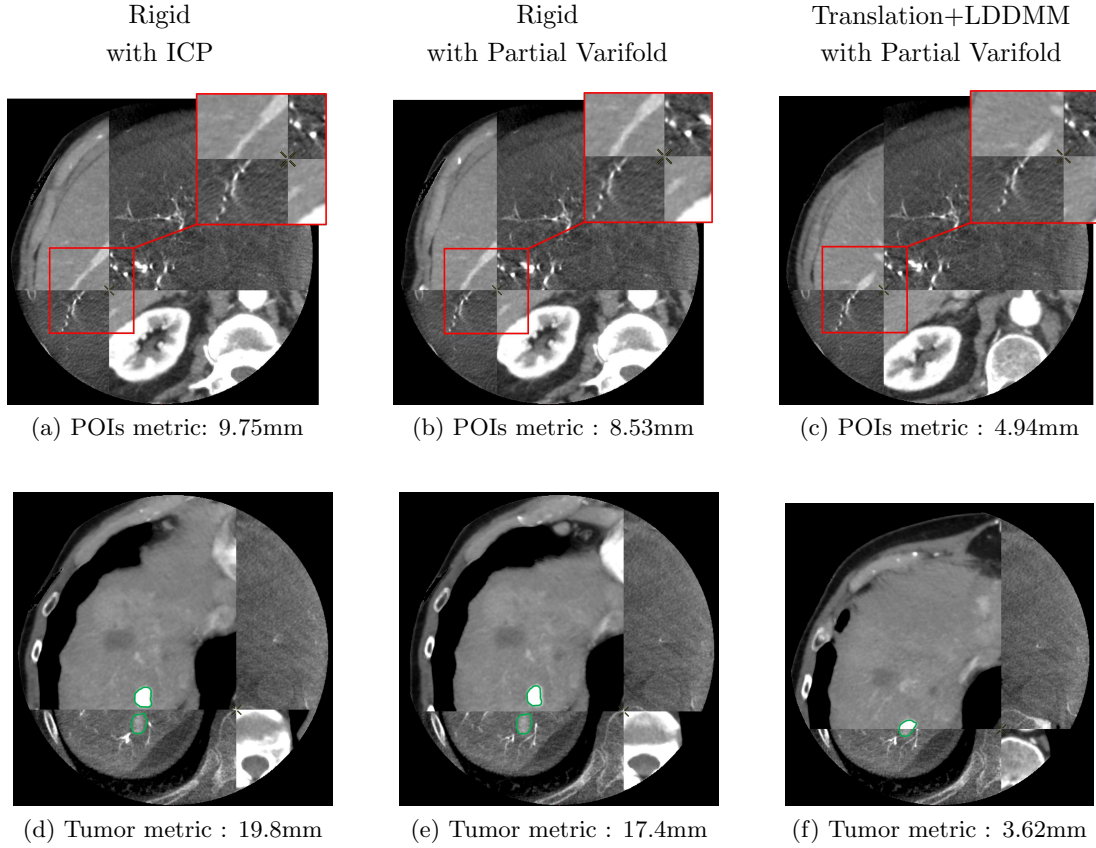 Rigid
with ICP
Rigid
with Partial Varifold
Translation+LDDMM
with Partial Varifold
(a) POIs metric: 9.75mm
(b) POIs metric : 8.53mm
(c) POIs metric : 4.94mm
(d) Tumor metric : 19.8mm
(e) Tumor metric : 17.4mm
(f) Tumor metric : 3.62mm